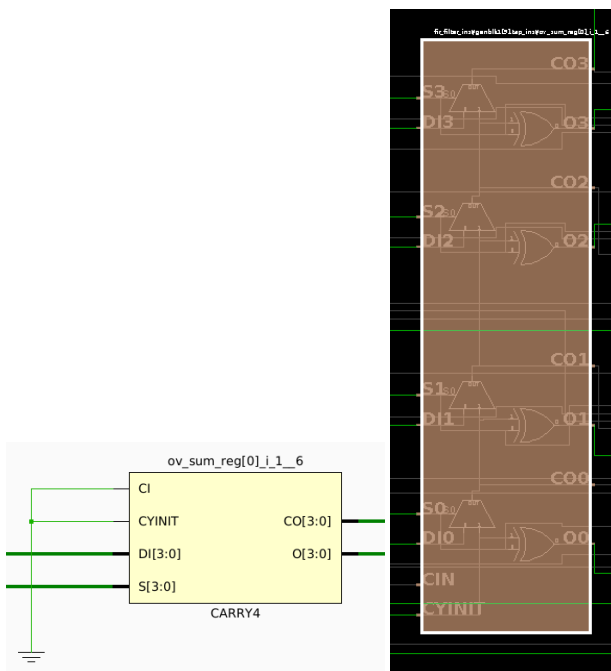 ov_sum_reg[0]_i_1__6
CI
CYINIT
DI[3:0]
S[3:0]
CO[3:0]
O[3:0]
CARRY4
CO3
S3
DI3
O3
CO2
S2
DI2
O2
CO1
S1
DI1
O1
CO0
S0
DI0
O0
CIN
CYINIT